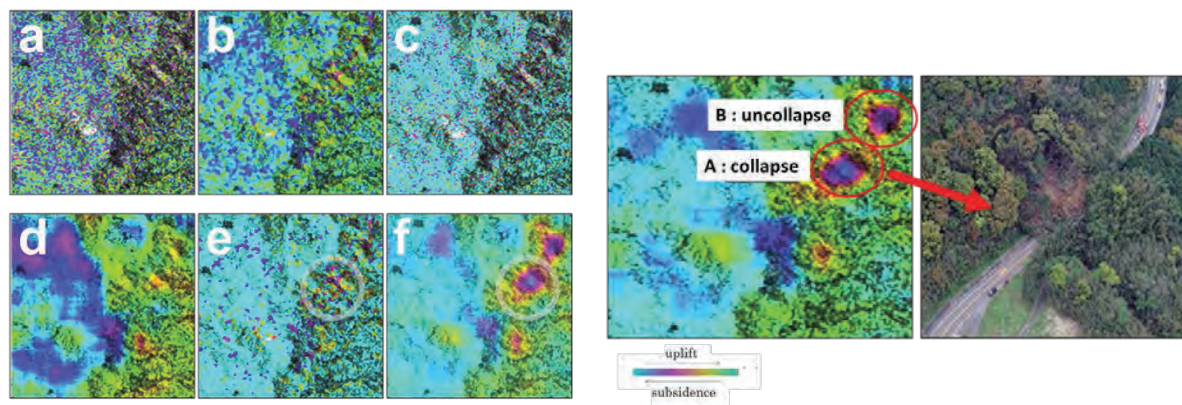 a
b
c
d
e
f
B : uncollapse
A : collapse
uplift
subsidence